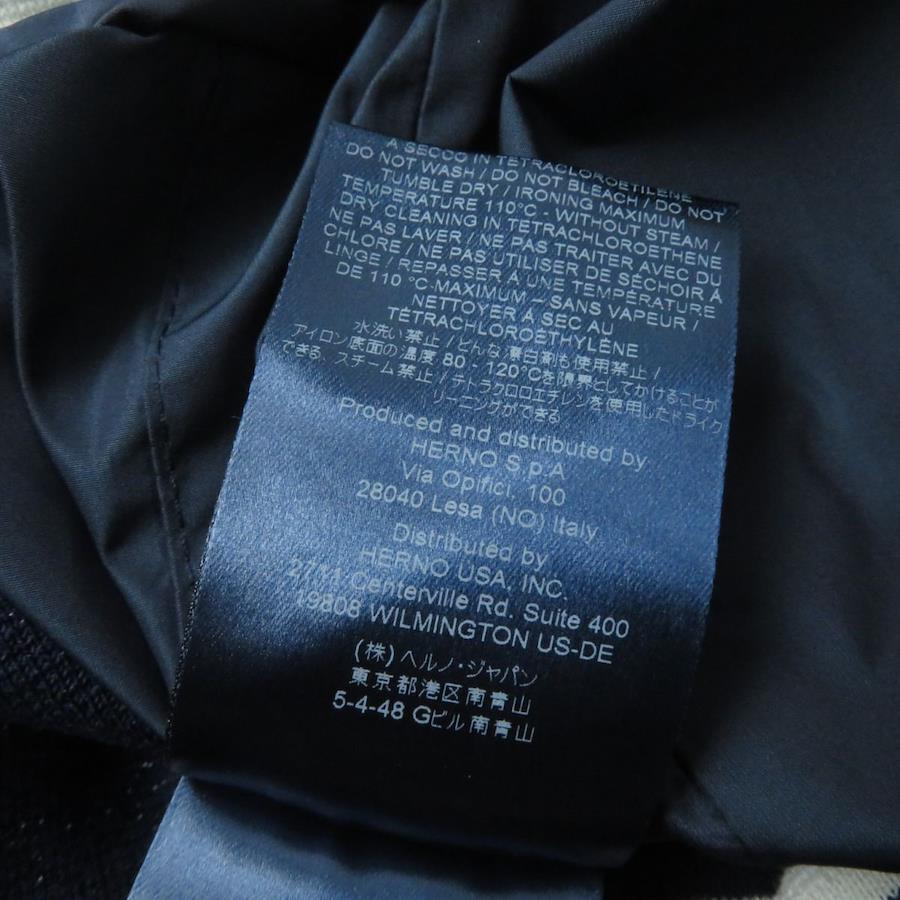 A SECCO IN TETRACLOROETILENE
DO NOT WASH / DO NOT BLEACH / DO NOT
TUMBLE DRY / IRONING MAXIMUM
TEMPERATURE 110°C - WITHOUT STEAM /
DRY CLEANING IN TETRACHLOROETHENE
NE PAS LAVER / NE PAS TRAITER AVEC DU
CHLORE / NE PAS UTILISER DE SÉCHOIR À
LINGE / REPASSER A UNE TEMPÉRATURE
DE 110 °C-MAXIMUM - SANS VAPEUR /
NETTOYER A SEC AU
TÉTRACHLOROÉTHYLÈNE
水洗い禁止 / どんな漂白剤も使用禁止 /
アイロン底面の温度 80 - 120°Cを限界としてかけることが
できる. スチーム禁止 / テトラクロロエチレンを使用したドライク
リーニングができる
Produced and distributed by
HERNO S.p.A
Via Opifici, 100
28040 Lesa (NO) Italy
Distributed by
HERNO USA, INC.
2711 Centerville Rd. Suite 400
19808 WILMINGTON US-DE
(株) ヘルノ・ジャパン
東京都港区南青山
5-4-48 Gビル南青山